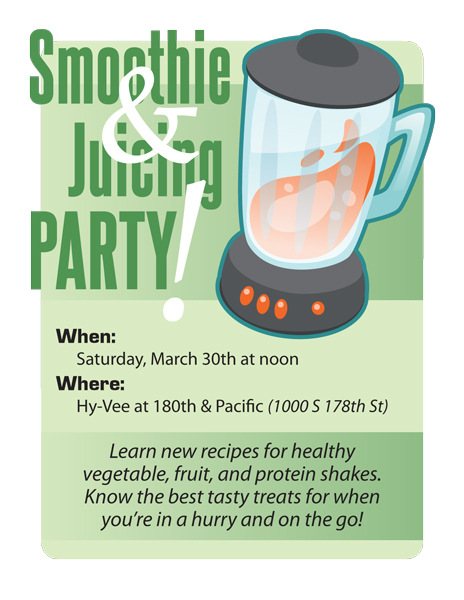 Smoothie
&
Juicing
PARTY!
When:
Saturday, March 30th at noon
Where:
Hy-Vee at 180th & Pacific (1000 S 178th St)
Learn new recipes for healthy
vegetable, fruit, and protein shakes.
Know the best tasty treats for when
you're in a hurry and on the go!